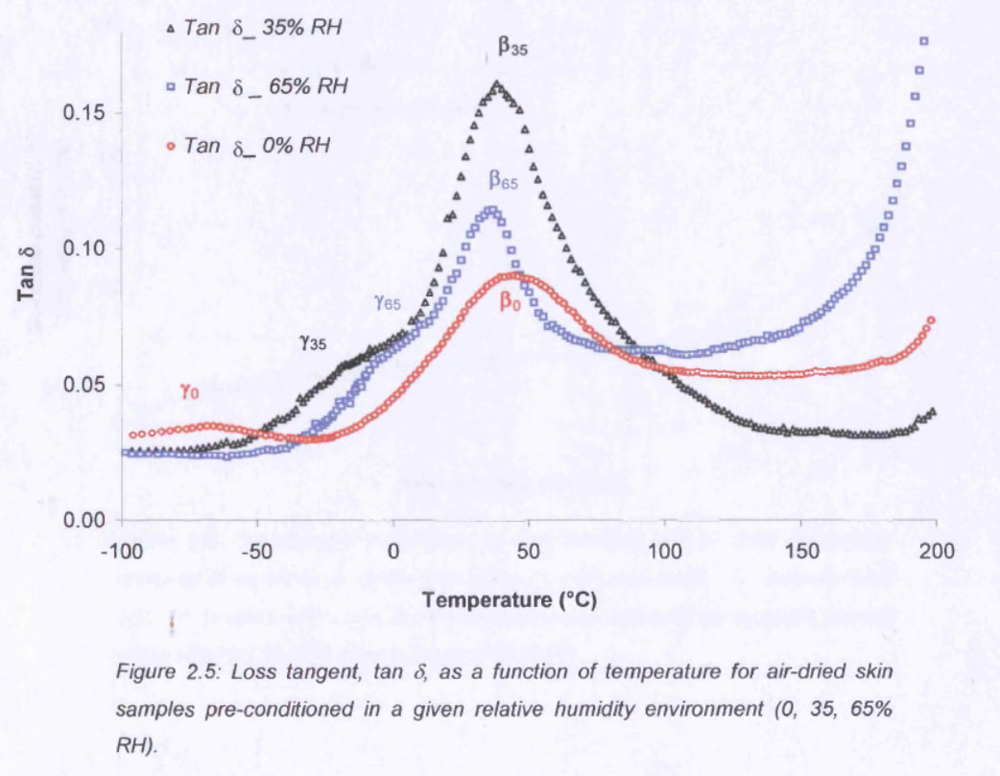 Tan δ_ 35% RH
Tan δ_ 65% RH
Tan δ_ 0% RH
β35
β65
β0
γ65
γ35
γ0
Tan δ
0.15
0.10
0.05
0.00
-100
-50
0
50
100
150
200
Temperature (°C)
Figure 2.5: Loss tangent, tan δ, as a function of temperature for air-dried skin
samples pre-conditioned in a given relative humidity environment (0, 35, 65%
RH).